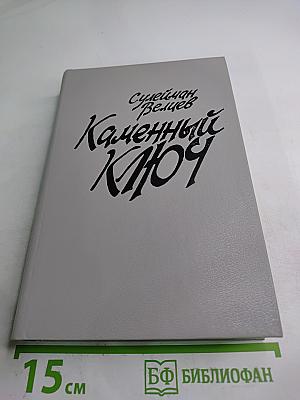 Сулейман
Велиев
Каменный
Ключ
15 см
БФ БИБЛИОФАН